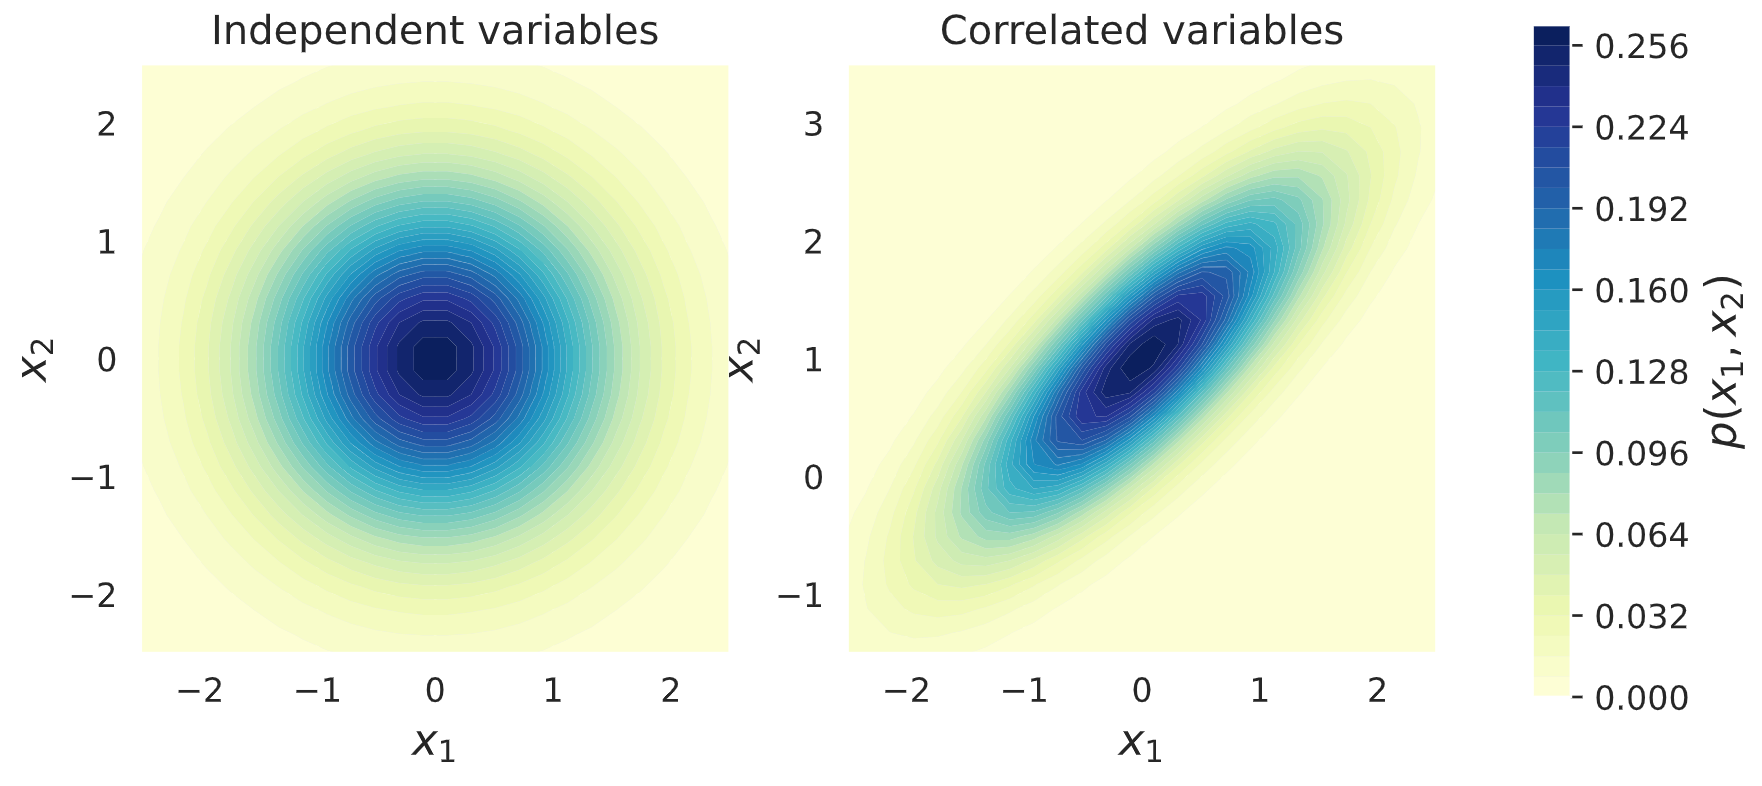 Independent variables
Correlated variables
2
1
0
−1
−2
x₂
−2 −1 0 1 2
x₁
3
2
1
0
−1
x₂
−2 −1 0 1 2
x₁
0.256
0.224
0.192
0.160
0.128
0.096
0.064
0.032
0.000
p(x₁, x₂)